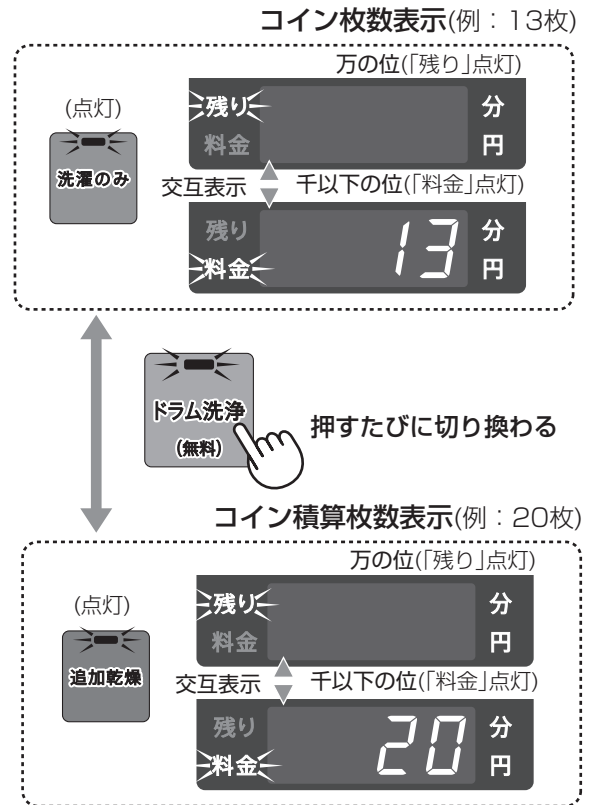 コイン枚数表示(例：13枚)
万の位(「残り」点灯)
(点灯)
洗濯のみ
残り 分
料金 円
交互表示 千以下の位(「料金」点灯)
残り 13 分
料金 円
ドラム洗浄
(無料)
押すたびに切り換わる
コイン積算枚数表示(例：20枚)
万の位(「残り」点灯)
(点灯)
追加乾燥
残り 分
料金 円
交互表示 千以下の位(「料金」点灯)
残り 20 分
料金 円